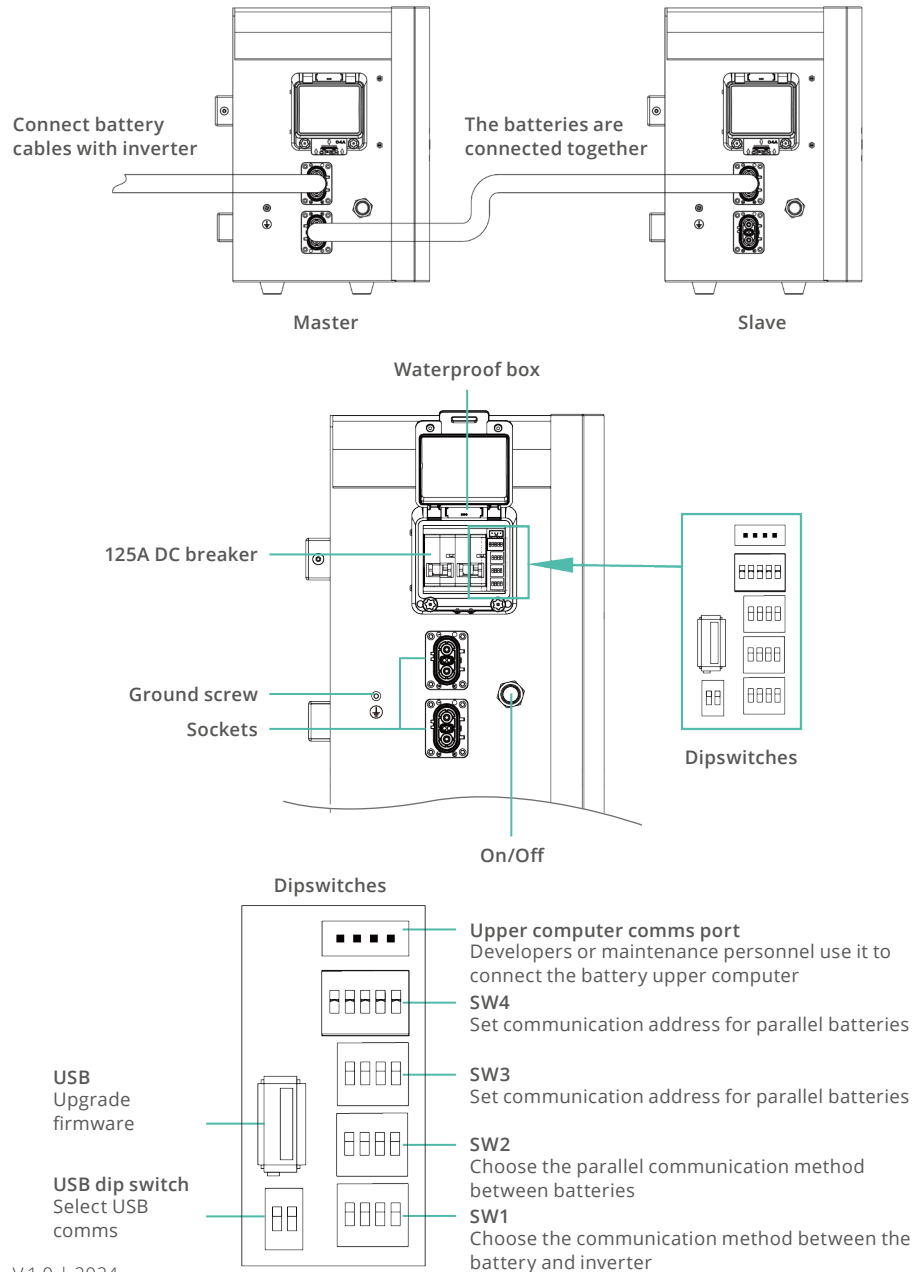 Connect battery
cables with inverter
The batteries are
connected together
Master
Slave
Waterproof box
125A DC breaker
Ground screw
Sockets
Dipswitches
On/Off
Dipswitches
Upper computer comms port
Developers or maintenance personnel use it to
connect the battery upper computer
SW4
Set communication address for parallel batteries
SW3
Set communication address for parallel batteries
SW2
Choose the parallel communication method
between batteries
SW1
Choose the communication method between the
battery and inverter
USB
Upgrade
firmware
USB dip switch
Select USB
comms